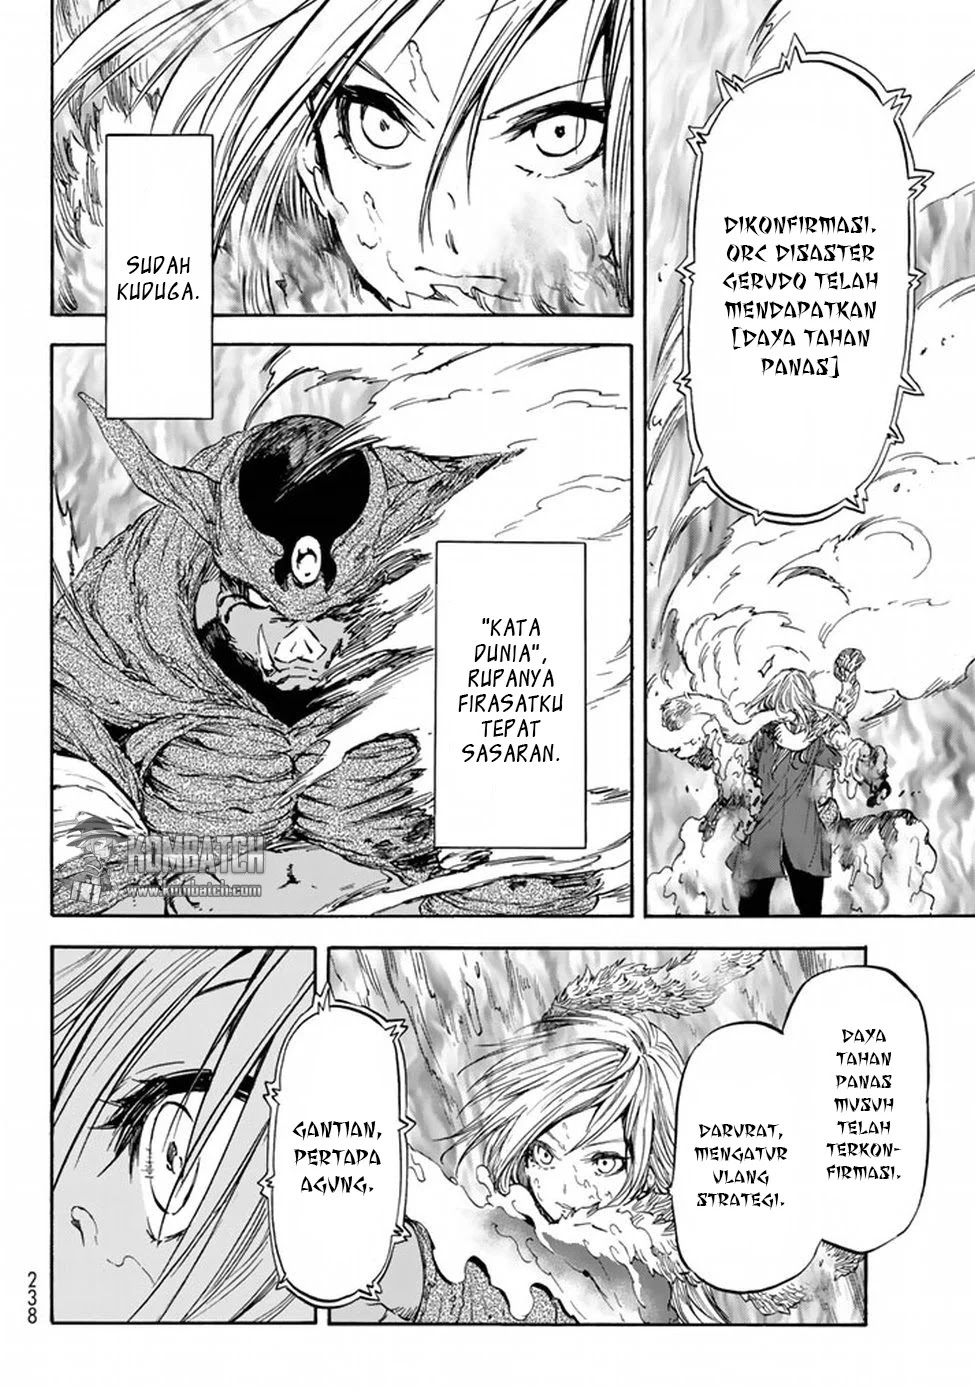 DIKONFIRMASI.
ORC DISASTER
GERUDO TELAH
MENDAPATKAN
[DAYA TAHAN
PANAS]
SUDAH
KUDUGA.
"KATA
DUNIA",
RUPANYA
FIRASATKU
TEPAT
SASARAN.
KOMBATCH
www.kombatch.com
DAYA
TAHAN
PANAS
MUSUH
TELAH
TERKON-
FIRMASI.
DARURAT,
MENGATUR
ULANG
STRATEGI.
GANTIAN,
PERTAPA
AGUNG.
238